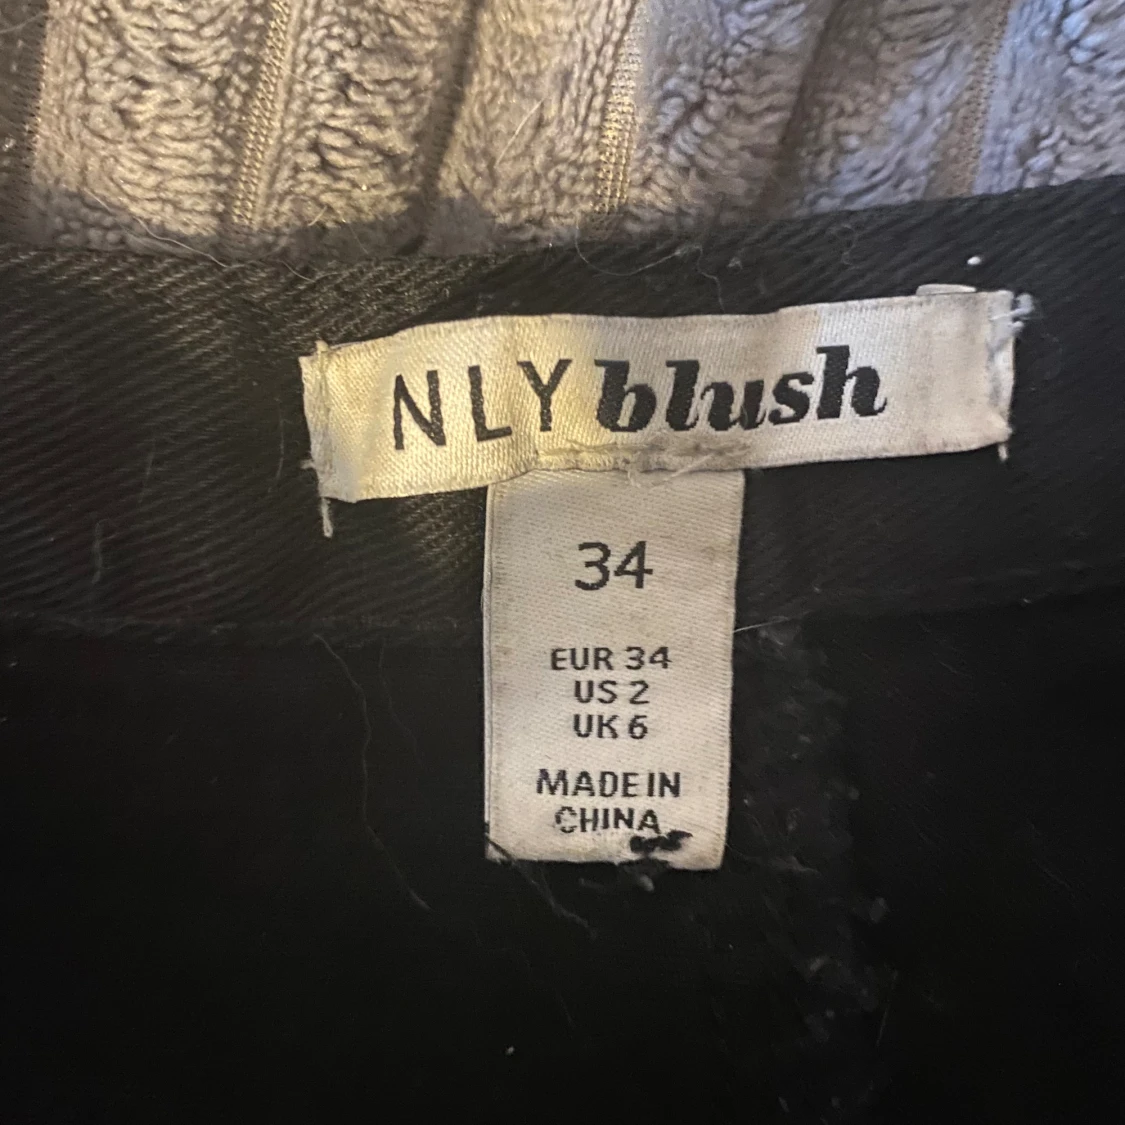 NLY blush
34
EUR 34
US 2
UK 6
MADE IN
CHINA